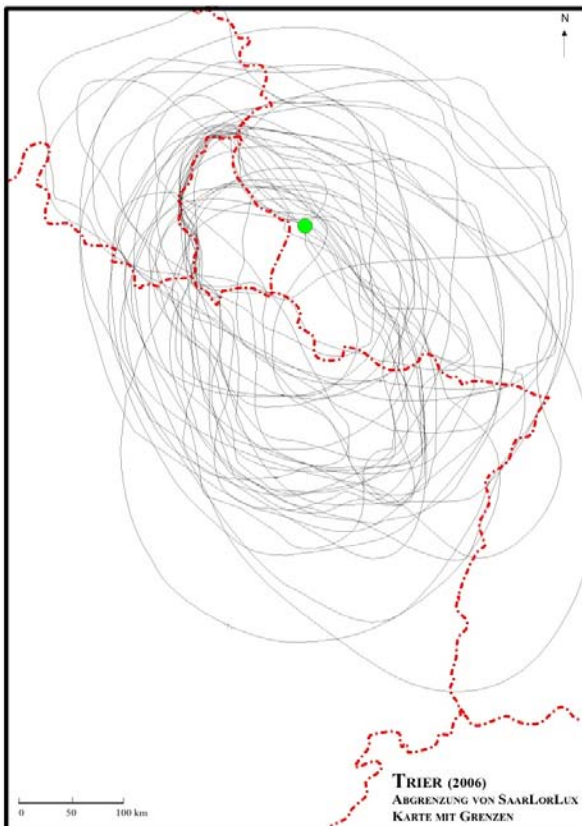 N
0 50 100 km
TRIER (2006)
ABGRENZUNG VON SAARLORLUX
KARTE MIT GRENZEN